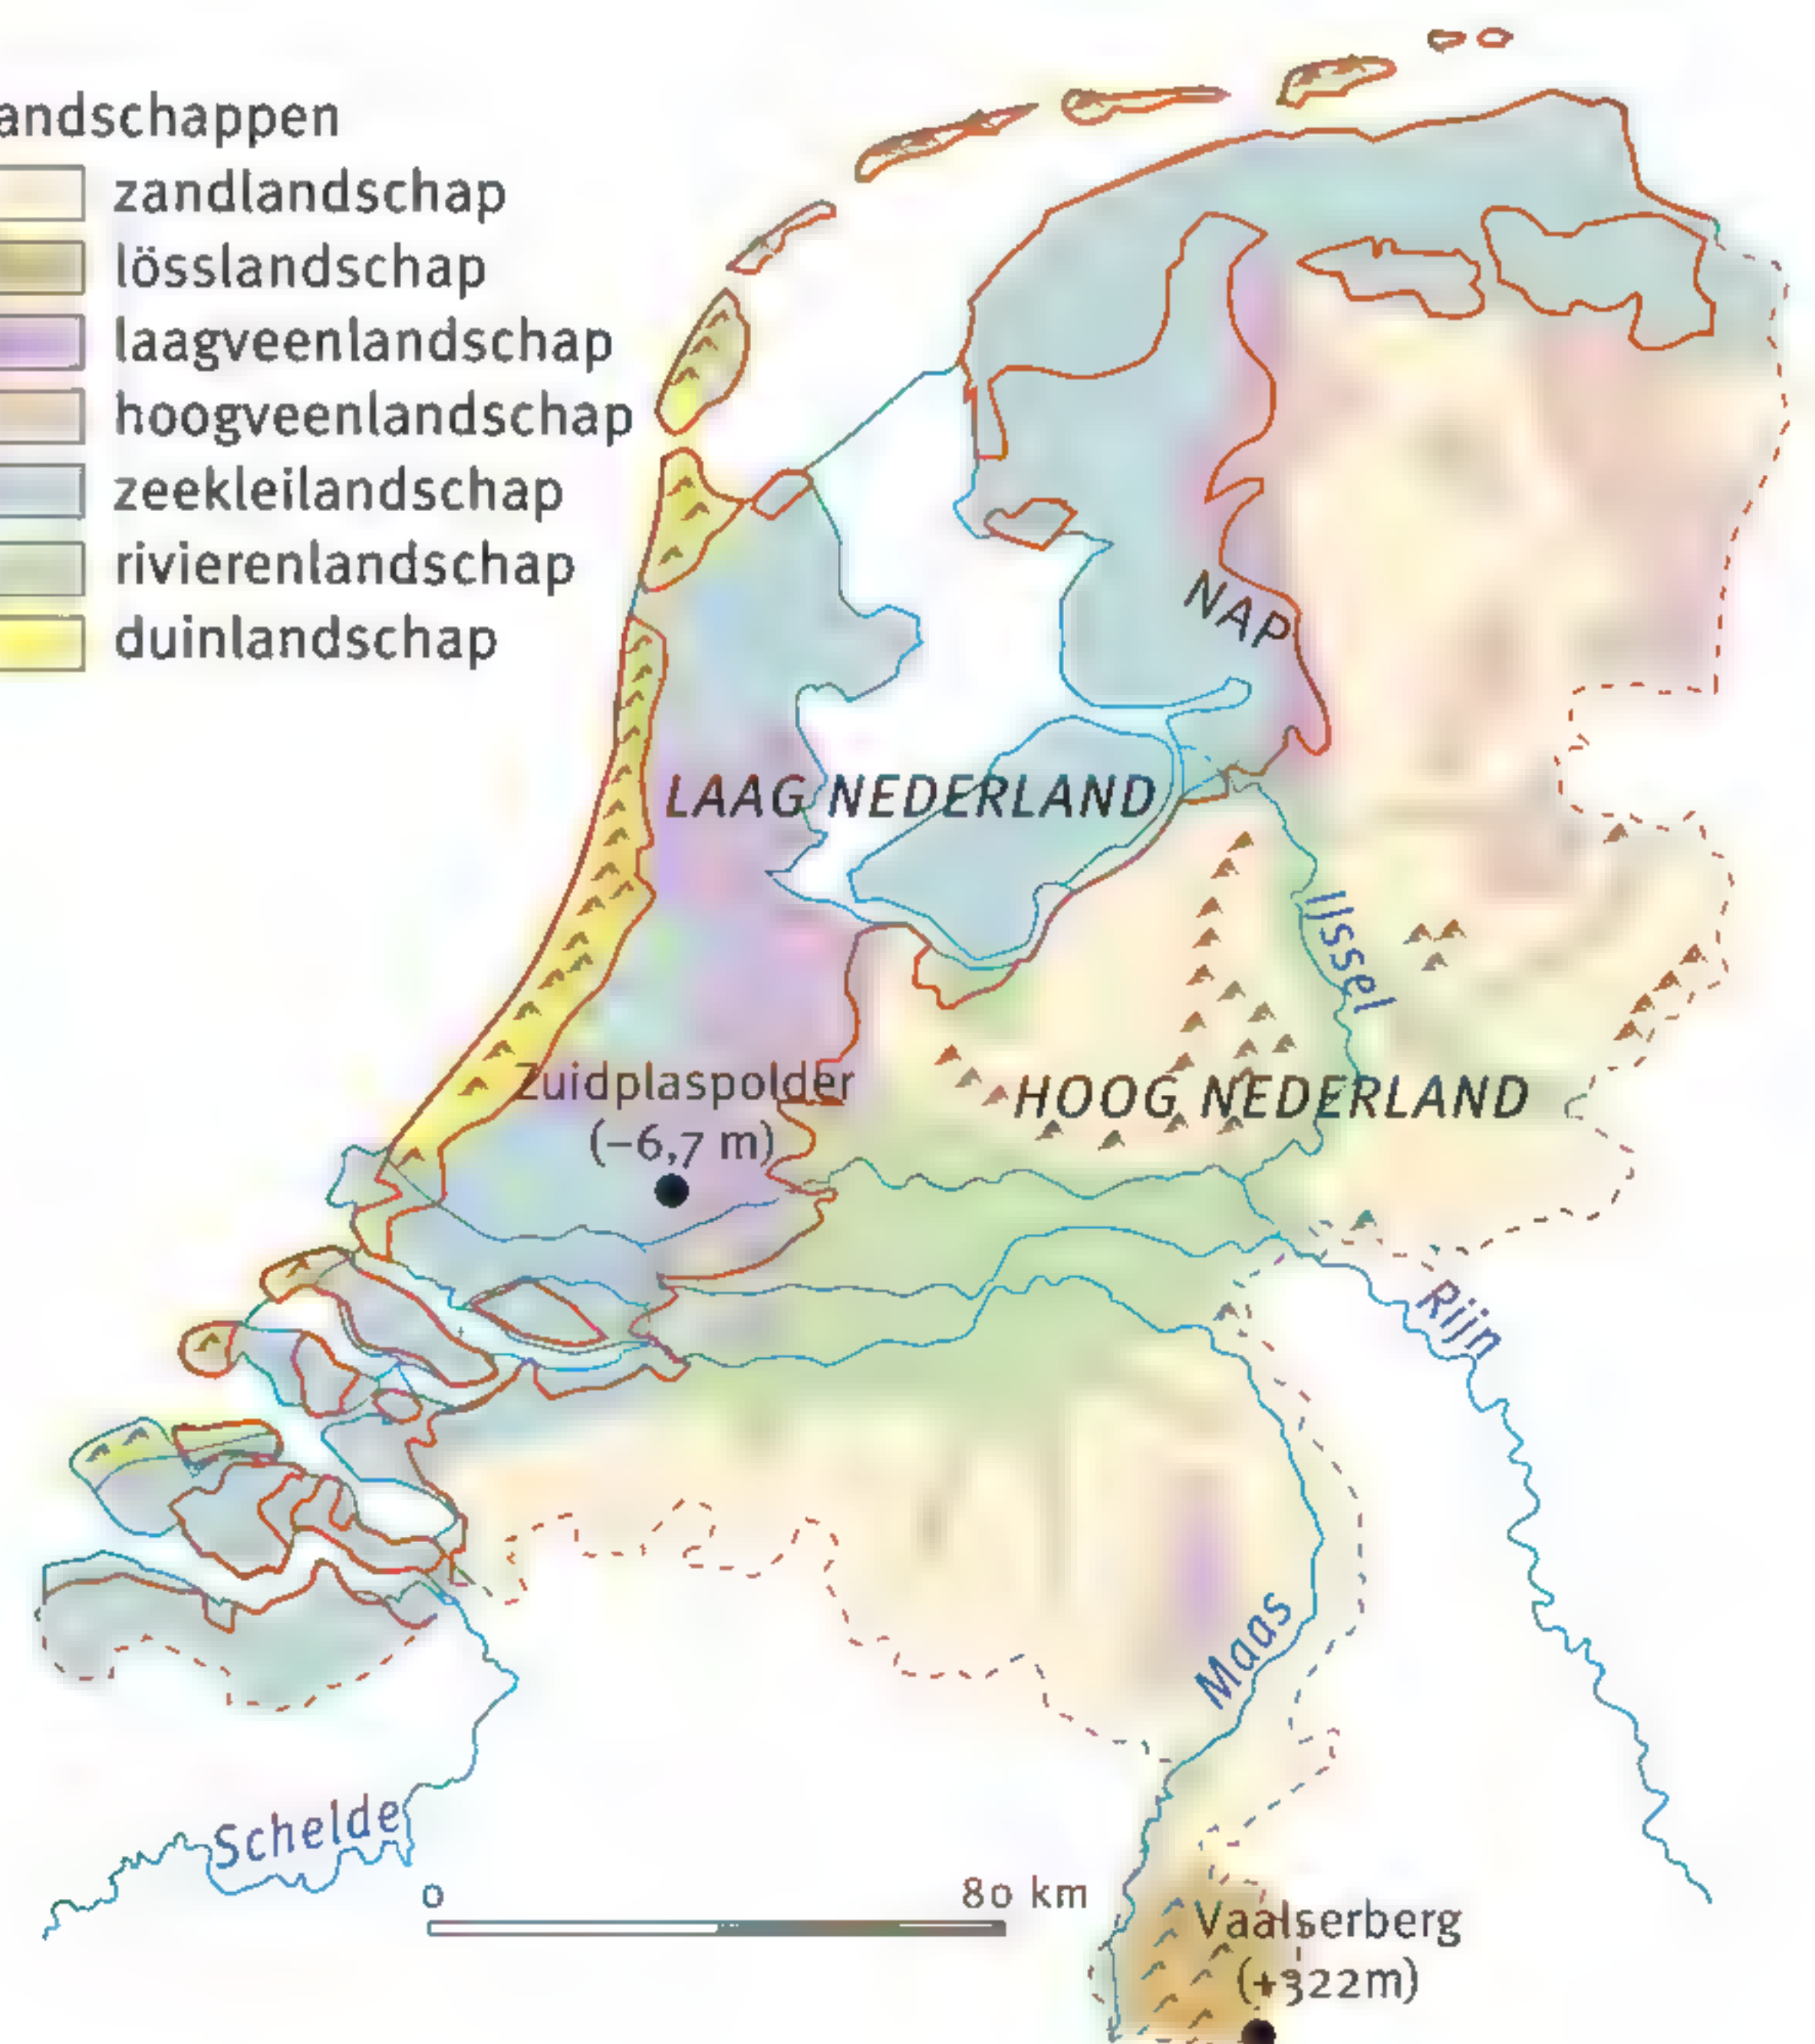 andschappen
zandlandschap
lösslandschap
laagveenlandschap
hoogveenlandschap
zeekleilandschap
rivierenlandschap
duinlandschap
NAP
LAAG NEDERLAND
IJssel
Zuidplaspolder
(–6,7 m)
HOOG NEDERLAND
Rijn
Maas
Schelde
0 80 km
Vaalserberg
(+322m)